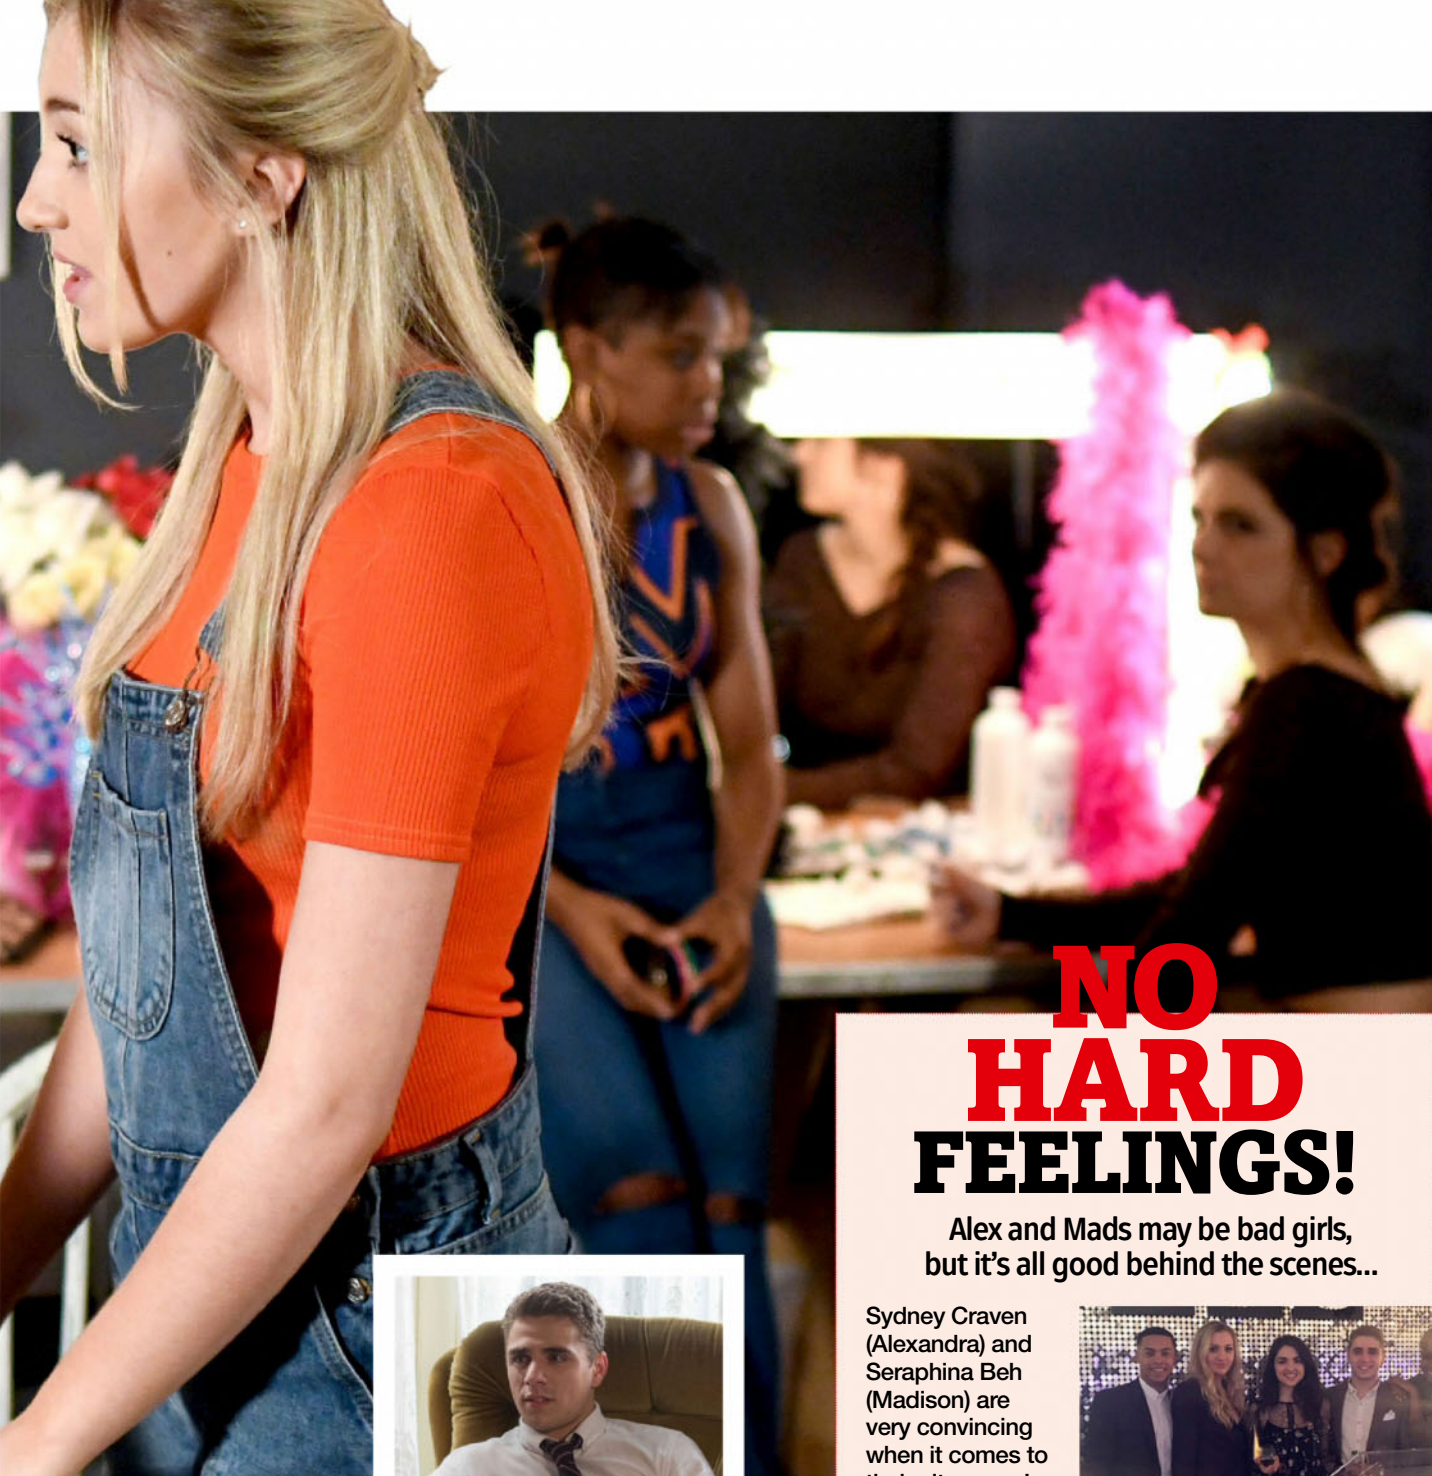 NO
HARD
FEELINGS!
Alex and Mads may be bad girls,
but it's all good behind the scenes...
Sydney Craven
(Alexandra) and
Seraphina Beh
(Madison) are
very convincing
when it comes to